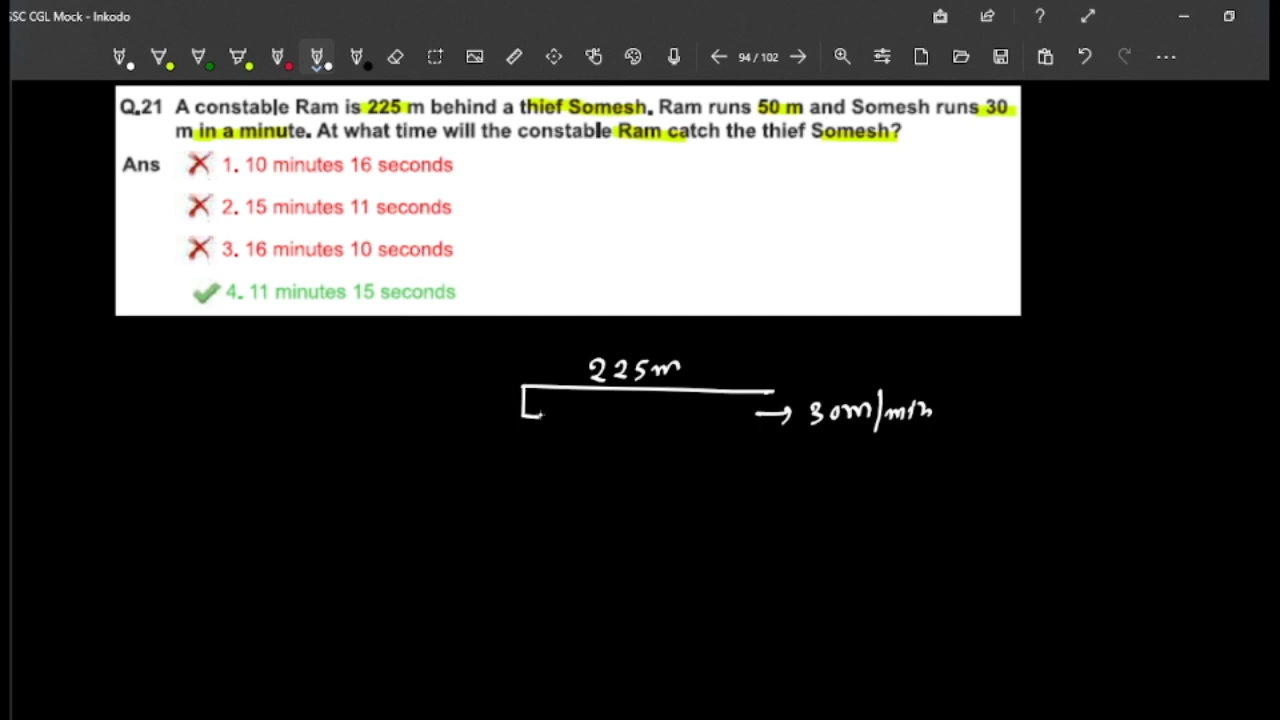 SSC CGL Mock - Inkodo
94 / 102
Q.21 A constable Ram is 225 m behind a thief Somesh. Ram runs 50 m and Somesh runs 30
m in a minute. At what time will the constable Ram catch the thief Somesh?
Ans 1. 10 minutes 16 seconds
2. 15 minutes 11 seconds
3. 16 minutes 10 seconds
4. 11 minutes 15 seconds
225m
→ 30m/min